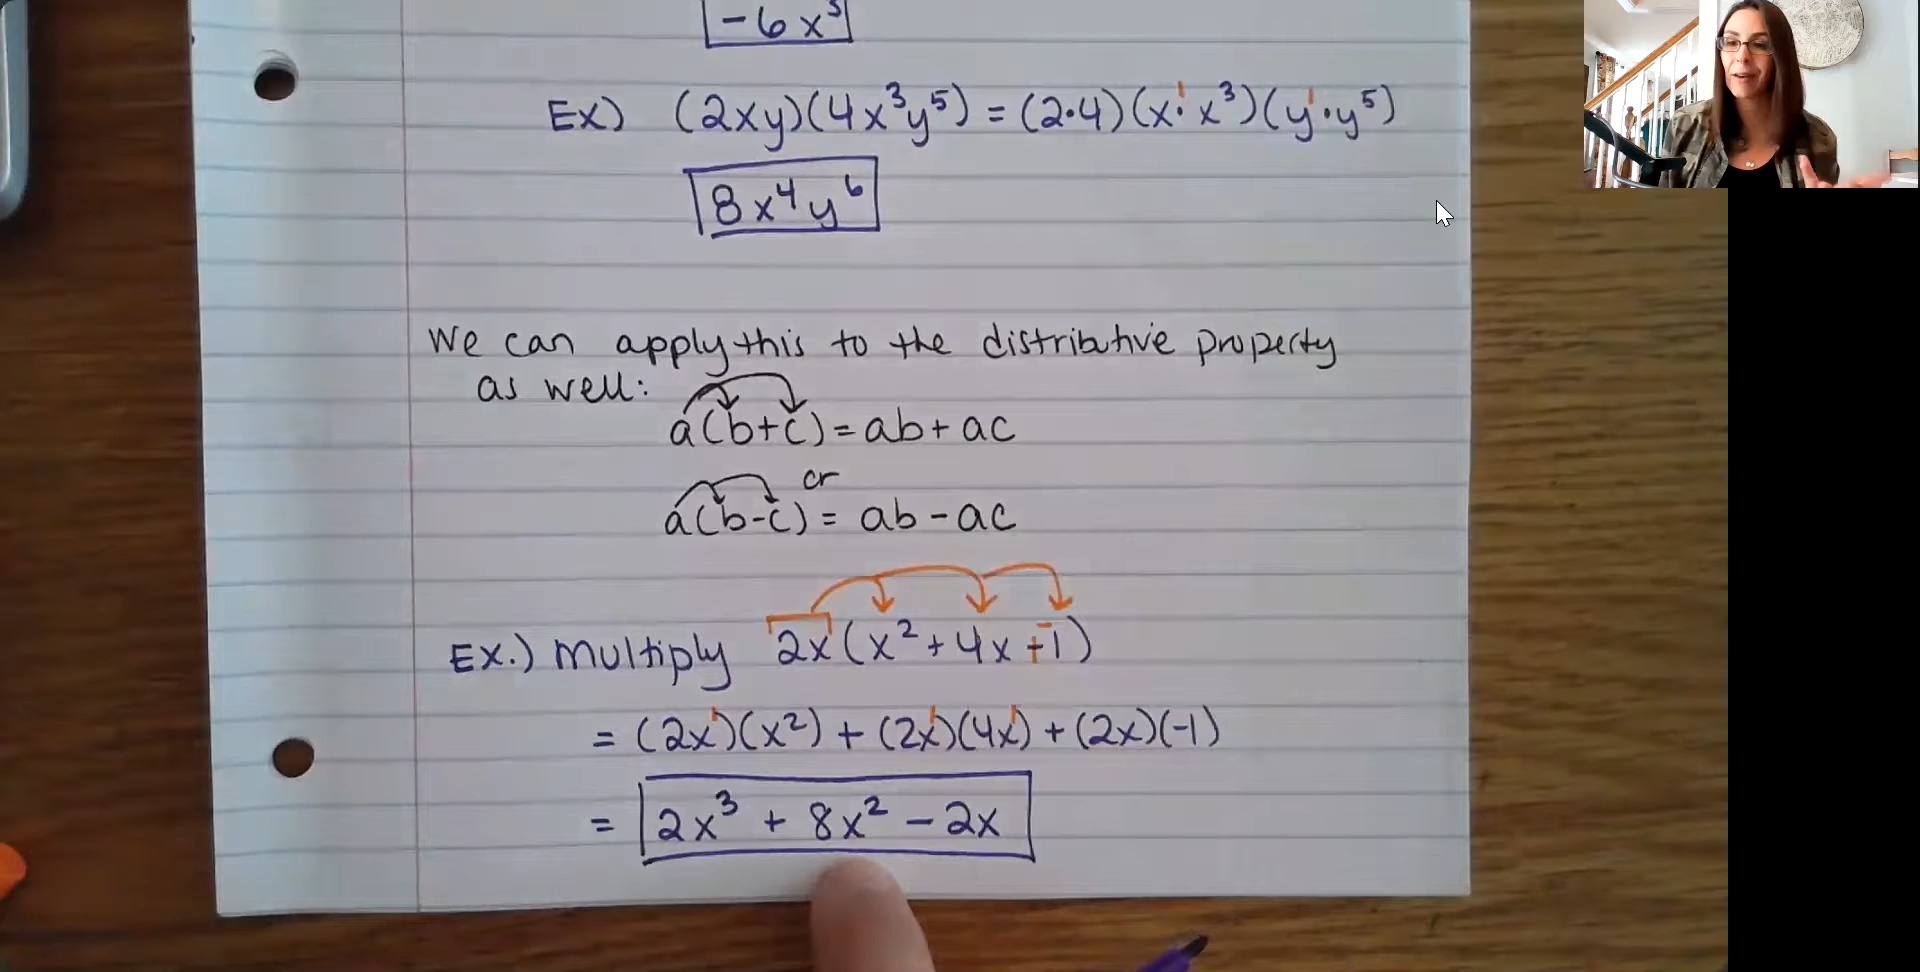 -6x⁵
Ex) (2xy)(4x³y⁵) = (2·4)(x¹·x³)(y¹·y⁵)
8x⁴y⁶
We can apply this to the distributive property
as well:
a(b+c) = ab + ac
or
a(b-c) = ab - ac
Ex.) multiply 2x(x² + 4x + -1)
= (2x¹)(x²) + (2x¹)(4x¹) + (2x)(-1)
= 2x³ + 8x² - 2x